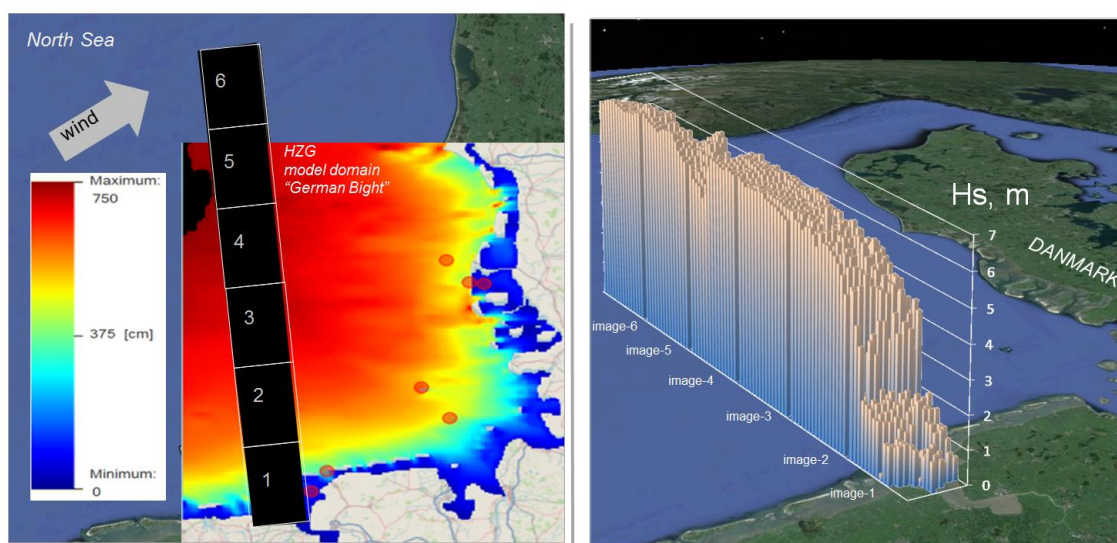 North Sea
wind
6
5
4
3
2
1
HZG
model domain
"German Bight"
Maximum:
750
375 [cm]
Minimum:
0
Hs, m
DANMARK
7
6
5
4
3
2
1
0
image-6
image-5
image-4
image-3
image-2
image-1